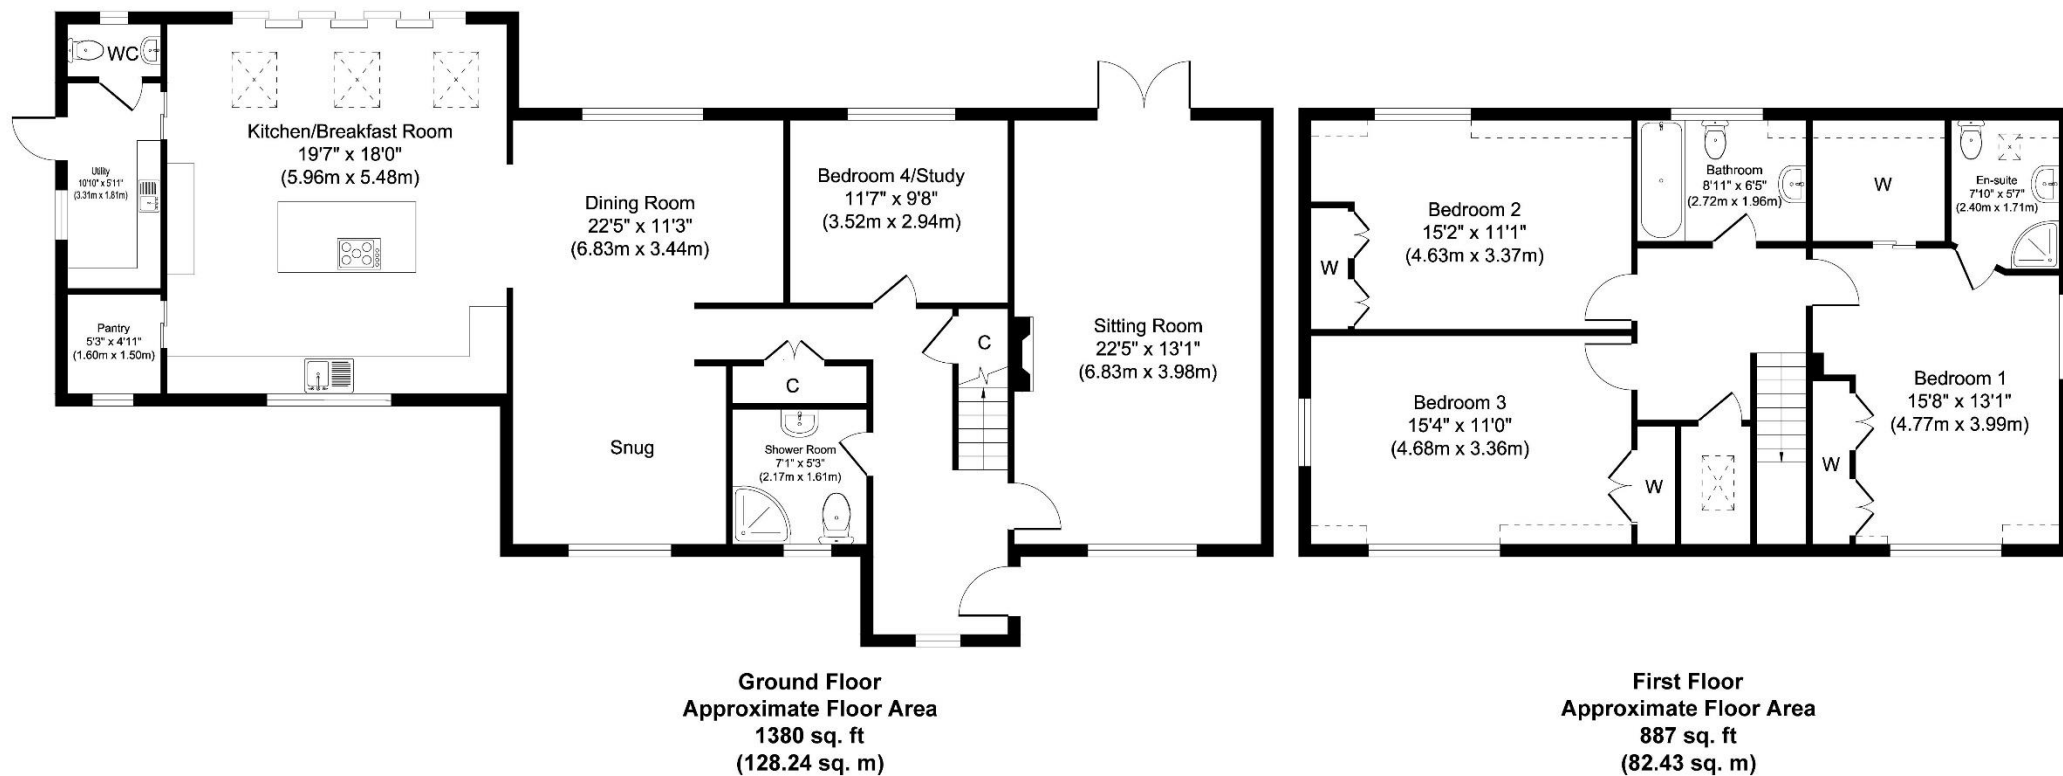 WC
Kitchen/Breakfast Room
19'7" x 18'0"
(5.96m x 5.48m)
Utility
10'10" x 5'11"
(3.31m x 1.81m)
Pantry
5'3" x 4'11"
(1.60m x 1.50m)
Dining Room
22'5" x 11'3"
(6.83m x 3.44m)
Snug
Bedroom 4/Study
11'7" x 9'8"
(3.52m x 2.94m)
C
C
Shower Room
7'1" x 5'3"
(2.17m x 1.61m)
Sitting Room
22'5" x 13'1"
(6.83m x 3.98m)
Ground Floor
Approximate Floor Area
1380 sq. ft
(128.24 sq. m)
Bedroom 2
15'2" x 11'1"
(4.63m x 3.37m)
W
Bathroom
8'11" x 6'5"
(2.72m x 1.96m)
W
En-suite
7'10" x 5'7"
(2.40m x 1.71m)
Bedroom 3
15'4" x 11'0"
(4.68m x 3.36m)
W
Bedroom 1
15'8" x 13'1"
(4.77m x 3.99m)
W
First Floor
Approximate Floor Area
887 sq. ft
(82.43 sq. m)